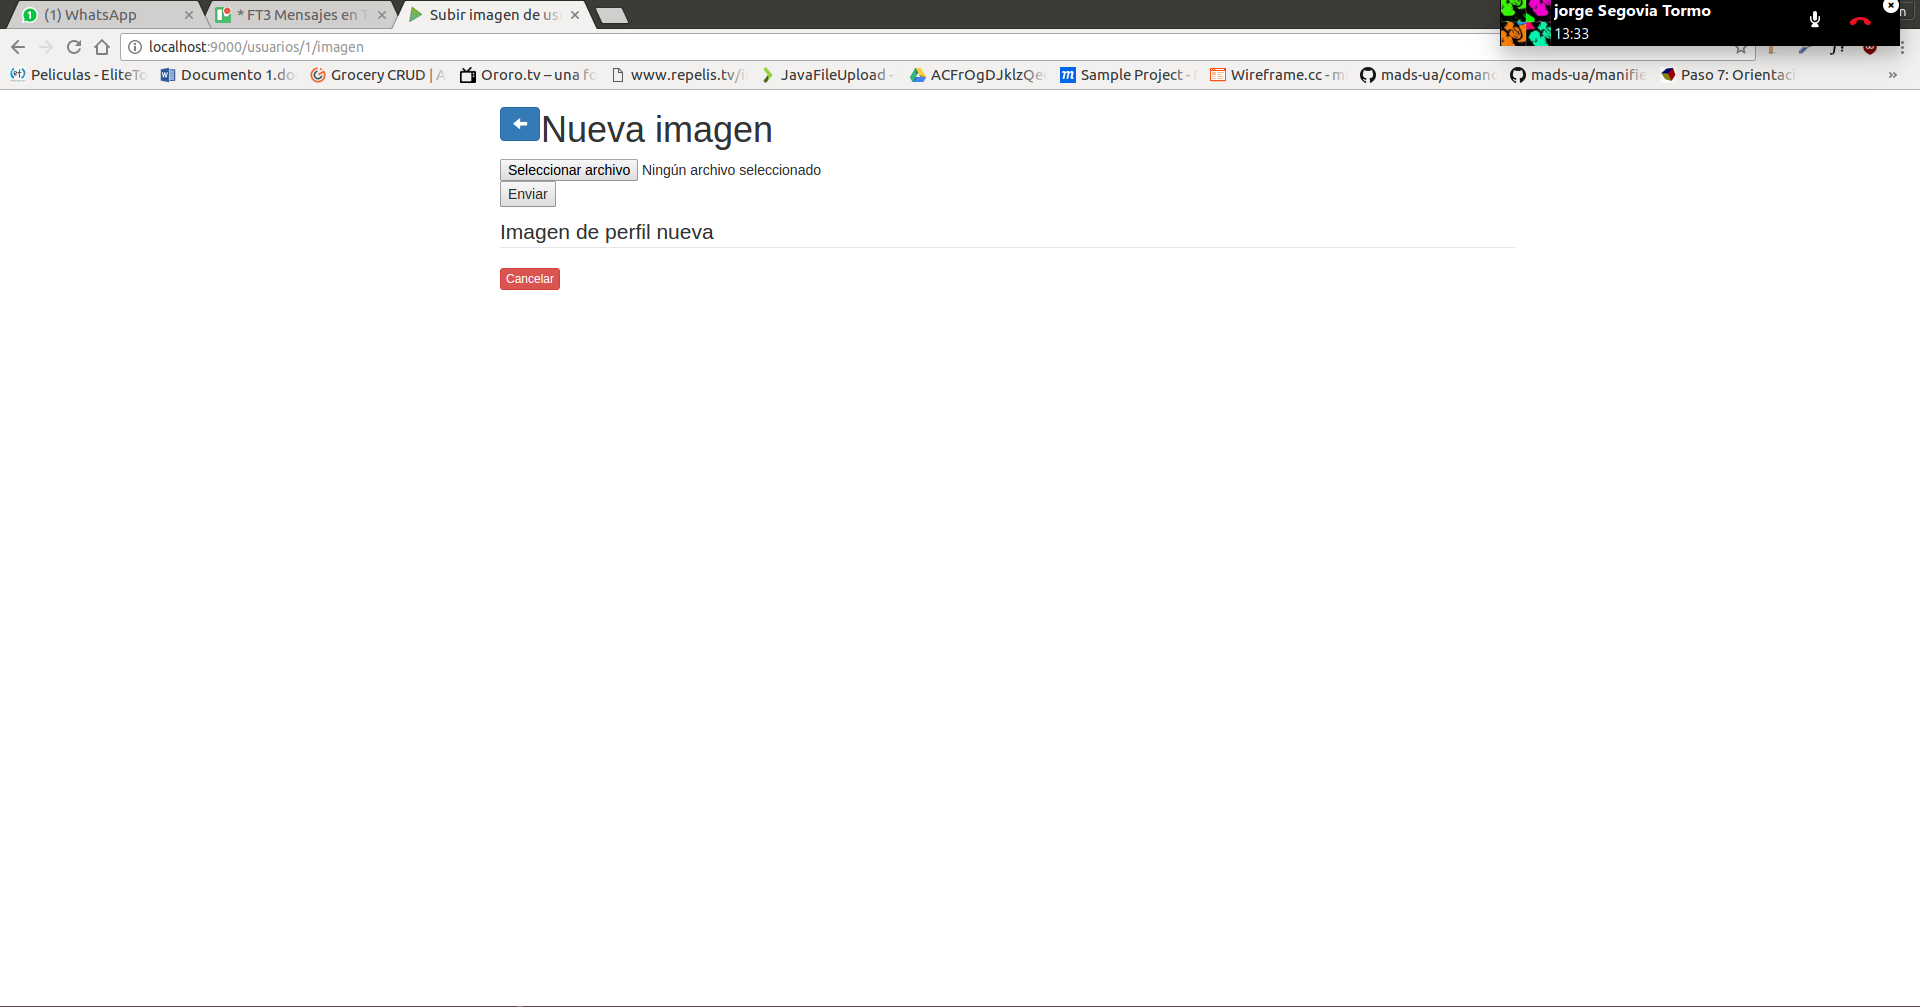 (1) WhatsApp
* FT3 Mensajes en T
Subir imagen de us
jorge Segovia Tormo
13:33
localhost:9000/usuarios/1/imagen
Peliculas - EliteTo
Documento 1.do
Grocery CRUD | A
Ororo.tv – una fo
www.repelis.tv/
JavaFileUpload -
ACFrOgDJklzQe
Sample Project -
Wireframe.cc - m
mads-ua/coman
mads-ua/manifie
Paso 7: Orientaci
»
Nueva imagen
Seleccionar archivo Ningún archivo seleccionado
Enviar
Imagen de perfil nueva
Cancelar